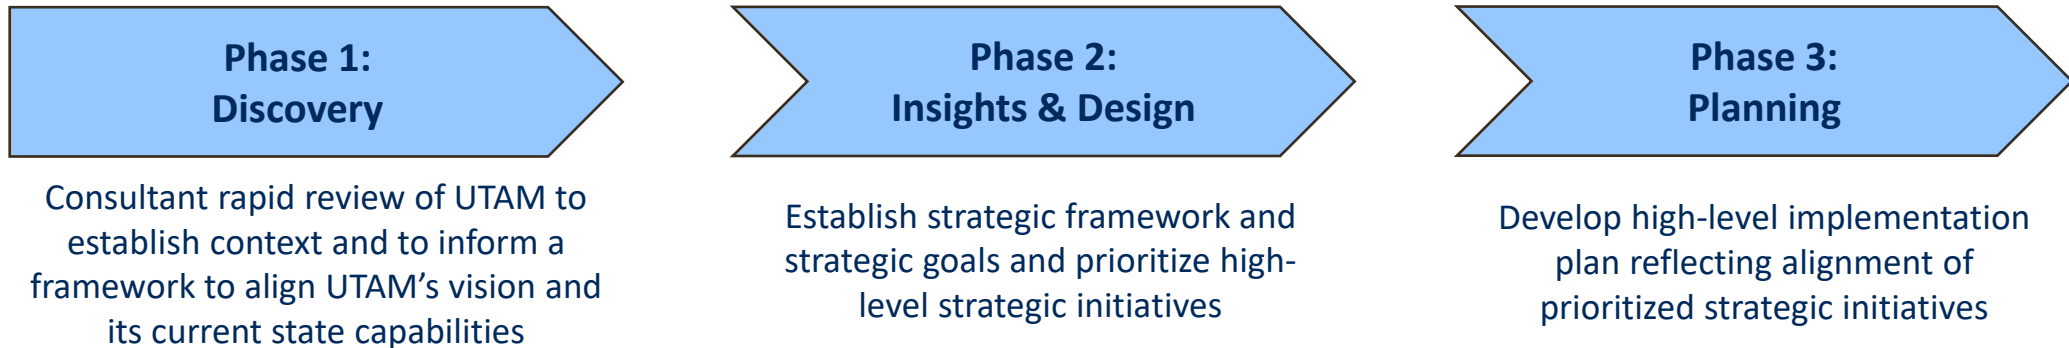 Phase 1:
Discovery
Consultant rapid review of UTAM to
establish context and to inform a
framework to align UTAM’s vision and
its current state capabilities
Phase 2:
Insights & Design
Establish strategic framework and
strategic goals and prioritize high-
level strategic initiatives
Phase 3:
Planning
Develop high-level implementation
plan reflecting alignment of
prioritized strategic initiatives